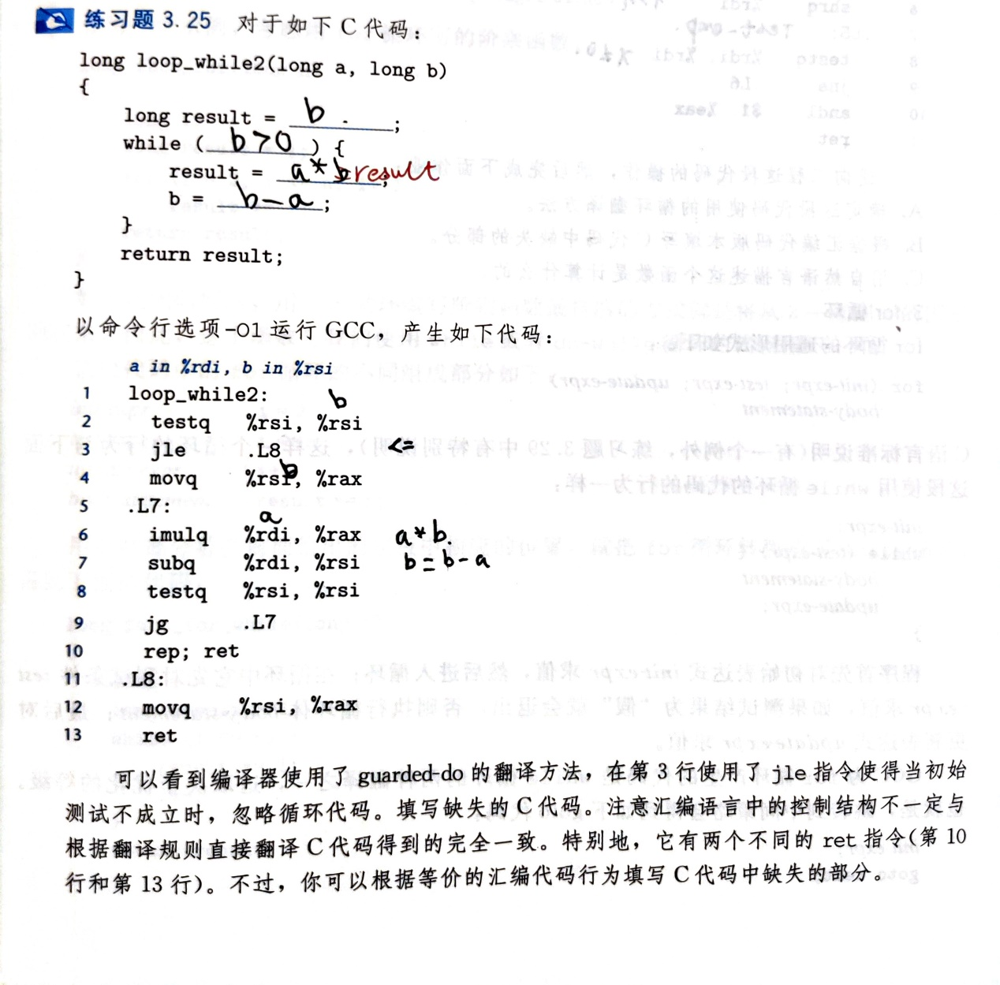 练习题 3.25 对于如下 C 代码：
long loop_while2(long a, long b)
{
long result = b ;
while ( b>0 ) {
result = a*b result;
b = b-a ;
}
return result;
}
以命令行选项-O1 运行 GCC，产生如下代码：
a in %rdi, b in %rsi
1 loop_while2: b
2 testq %rsi, %rsi
3 jle .L8 <=
4 movq %rsi, %rax b
5 .L7: a
6 imulq %rdi, %rax a*b.
7 subq %rdi, %rsi b=b-a
8 testq %rsi, %rsi
9 jg .L7
10 rep; ret
11 .L8:
12 movq %rsi, %rax
13 ret
可以看到编译器使用了 guarded-do 的翻译方法，在第 3 行使用了 jle 指令使得当初始
测试不成立时，忽略循环代码。填写缺失的 C 代码。注意汇编语言中的控制结构不一定与
根据翻译规则直接翻译 C 代码得到的完全一致。特别地，它有两个不同的 ret 指令(第 10
行和第 13 行)。不过，你可以根据等价的汇编代码行为填写 C 代码中缺失的部分。